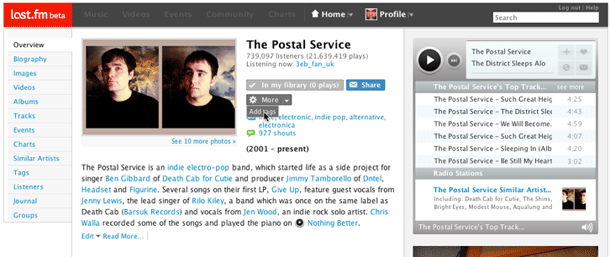 last.fm beta
Music Videos Events Community Charts Home Profile
Log out | Help
Search
Overview
Biography
Images
Videos
Albums
Tracks
Events
Charts
Similar Artists
Tags
Listeners
Journal
Groups
See 10 more photos »
The Postal Service
739,097 listeners (21,639,419 plays)
Listening now: 3eb_fan_uk
In my library (0 plays) Share
More
Add tags
electronic, indie pop, alternative,
electronica
977 shouts
(2001 – present)
The Postal Service is an indie electro-pop band, which started life as a side project for
singer Ben Gibbard of Death Cab for Cutie and producer Jimmy Tamborello of Dntel,
Headset and Figurine. Several songs on their first LP, Give Up, feature guest vocals from
Jenny Lewis, the lead singer of Rilo Kiley, a band which was once on the same label as
Death Cab (Barsuk Records) and vocals from Jen Wood, an indie rock solo artist. Chris
Walla recorded some of the songs and played the piano on Nothing Better.
Edit Read More...
The Postal Service
The District Sleeps Alo
The Postal Service's Top Track... See more
The Postal Service – Such Great Heig 4:25
The Postal Service – The District Slee 4:43
The Postal Service – We Will Become. 4:59
The Postal Service – Such Great Heig 4:26
The Postal Service – Sleeping In (Alb 4:20
The Postal Service – Be Still My Heart 3:02
Radio Stations
The Postal Service Similar Artist...
Including: Death Cab for Cutie, The Shins,
Bright Eyes, Modest Mouse, Aqualung and
The Postal Service's Top Track...